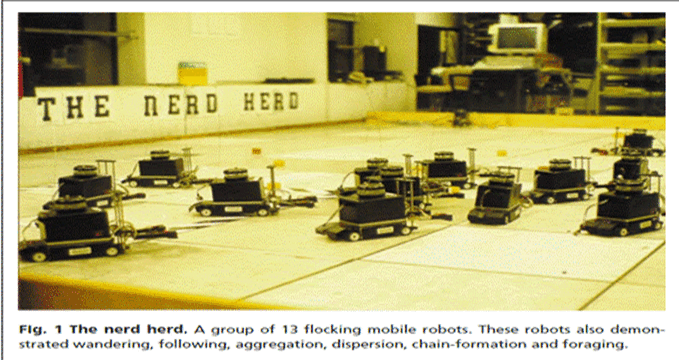 THE NERD HERD
Fig. 1 The nerd herd. A group of 13 flocking mobile robots. These robots also demon-
strated wandering, following, aggregation, dispersion, chain-formation and foraging.